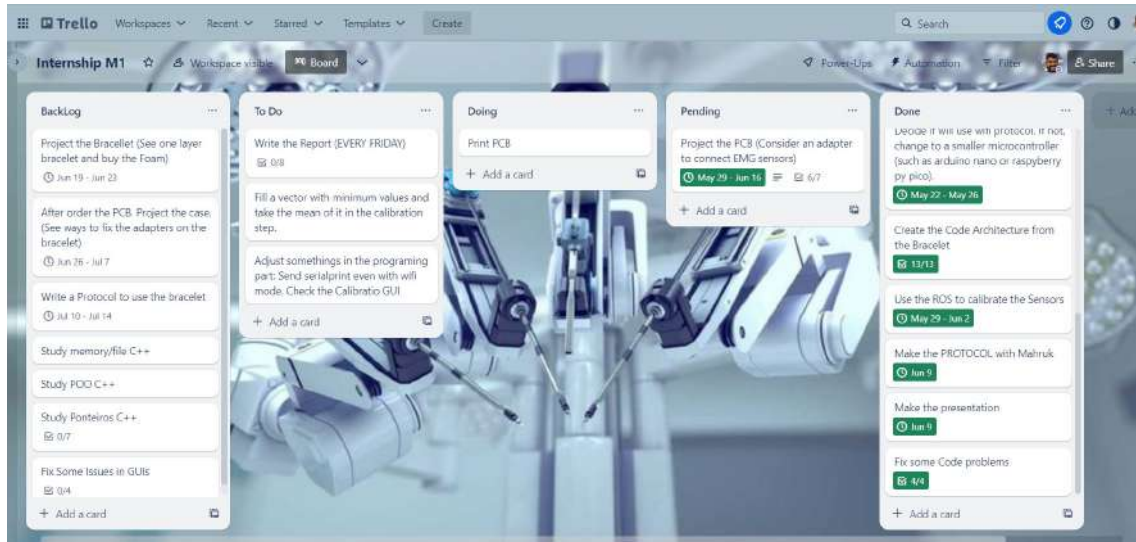 Trello Workspaces Recent Starred Templates Create Search
Internship M1 Workspace visible Board Power-Ups Automation Filter Share
BackLog
Project the Bracellet (See one layer
bracelet and buy the Foam)
Jun 19 - Jun 23
After order the PCB. Project the case.
(See ways to fix the adapters on the
bracelet)
Jun 26 - Jul 7
Write a Protocol to use the bracelet
Jul 10 - Jul 14
Study memory/file C++
Study POO C++
Study Ponteiros C++
0/7
Fix Some Issues in GUIs
0/4
+ Add a card
To Do
Write the Report (EVERY FRIDAY)
0/8
Fill a vector with minimum values and
take the mean of it in the calibration
step.
Adjust somethings in the programing
part: Send serialprint even with wifi
mode. Check the Calibratio GUI
+ Add a card
Doing
Print PCB
+ Add a card
Pending
Project the PCB (Consider an adapter
to connect EMG sensors)
May 29 - Jun 16 6/7
+ Add a card
Done
Decide if will use wifi protocol. If not,
change to a smaller microcontroller
(such as arduino nano or raspyberry
py pico).
May 22 - May 26
Create the Code Architecture from
the Bracelet
13/13
Use the ROS to calibrate the Sensors
May 29 - Jun 2
Make the PROTOCOL with Mahruk
Jun 9
Make the presentation
Jun 9
Fix some Code problems
4/4
+ Add a card
+ Add